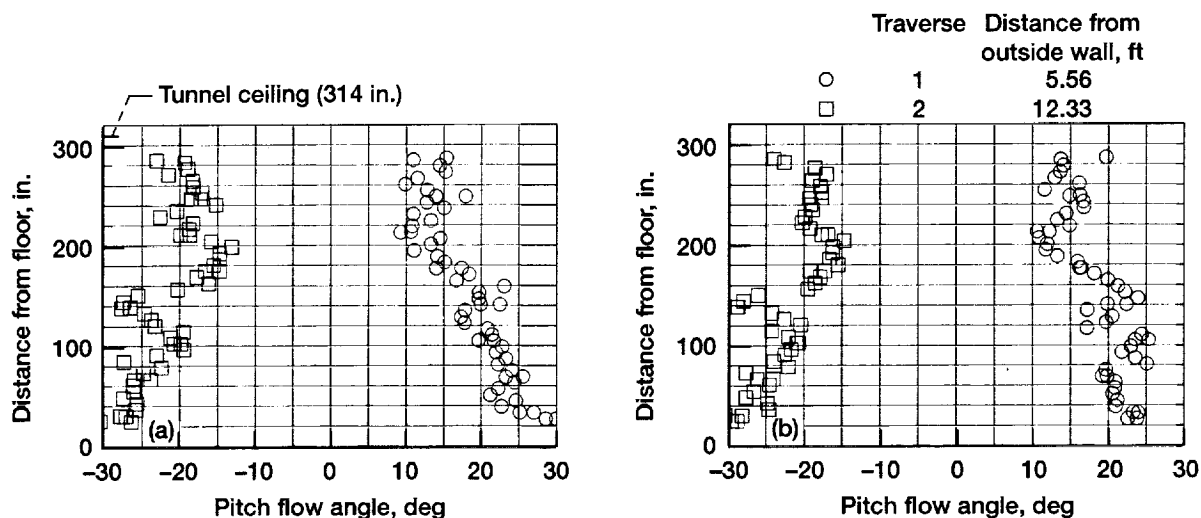 Traverse Distance from
outside wall, ft
1 5.56
2 12.33
Tunnel ceiling (314 in.)
Distance from floor, in.
300
200
100
0
(a)
−30 −20 −10 0 10 20 30
Pitch flow angle, deg
Distance from floor, in.
300
200
100
0
(b)
−30 −20 −10 0 10 20 30
Pitch flow angle, deg